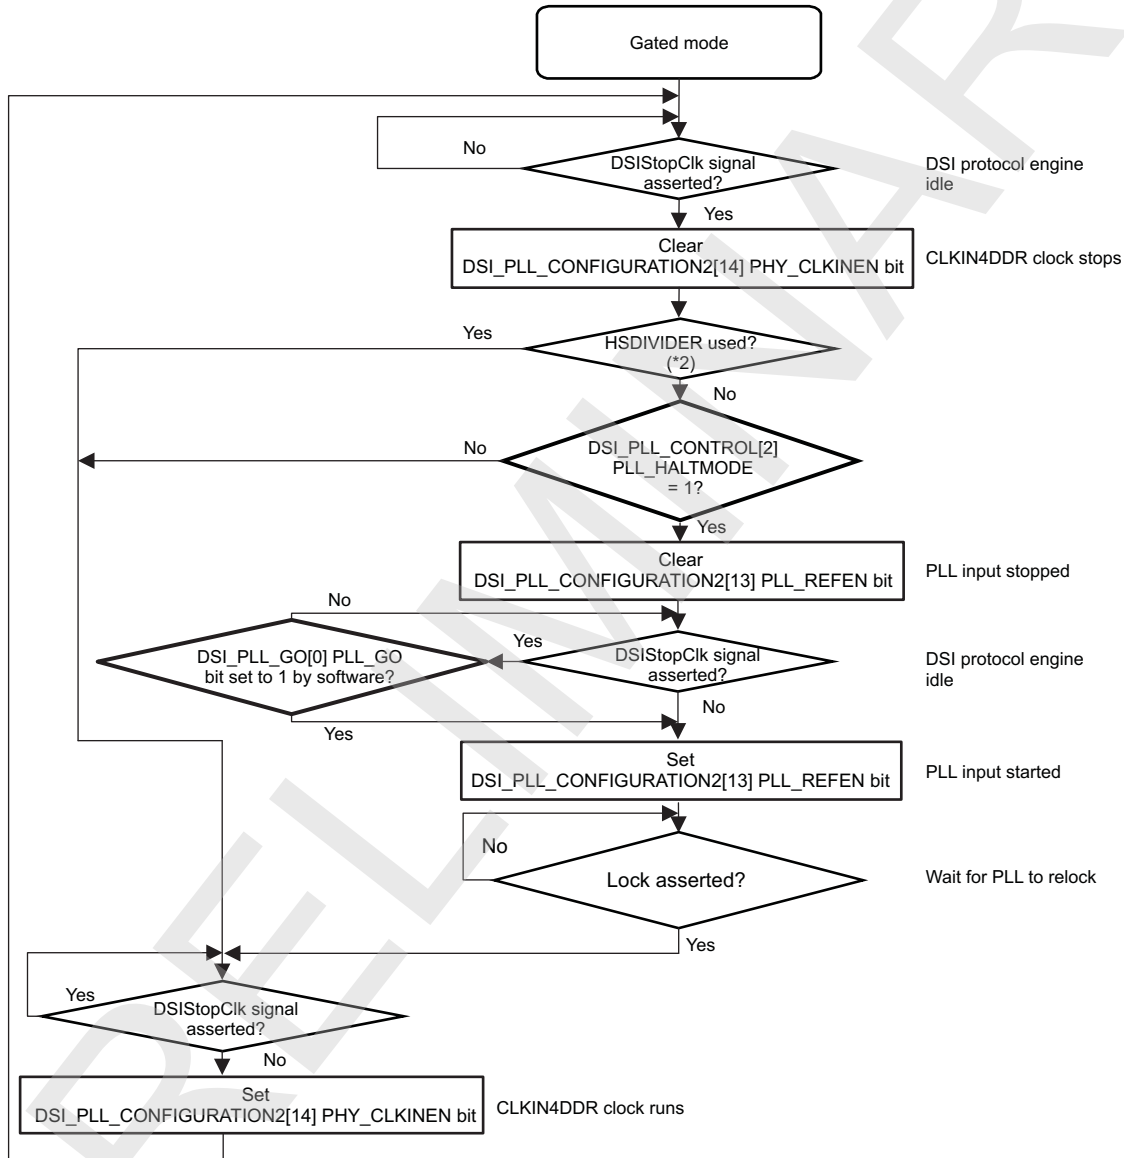 Gated mode
No
DSIStopClk signal
asserted?
DSI protocol engine
idle
Yes
Clear
DSI_PLL_CONFIGURATION2[14] PHY_CLKINEN bit
CLKIN4DDR clock stops
Yes
HSDIVIDER used?
(*2)
No
No
DSI_PLL_CONTROL[2]
PLL_HALTMODE
= 1?
Yes
Clear
DSI_PLL_CONFIGURATION2[13] PLL_REFEN bit
PLL input stopped
No
Yes
DSI_PLL_GO[0] PLL_GO
bit set to 1 by software?
DSIStopClk signal
asserted?
DSI protocol engine
idle
No
Yes
Set
DSI_PLL_CONFIGURATION2[13] PLL_REFEN bit
PLL input started
No
Lock asserted?
Wait for PLL to relock
Yes
Yes
DSIStopClk signal
asserted?
No
Set
DSI_PLL_CONFIGURATION2[14] PHY_CLKINEN bit
CLKIN4DDR clock runs
RELIMINAR